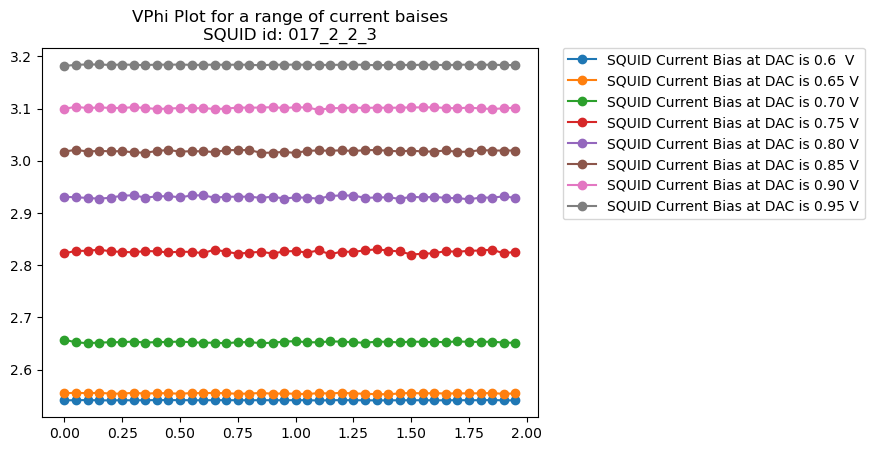 VPhi Plot for a range of current baises
SQUID id: 017_2_2_3
3.2
3.1
3.0
2.9
2.8
2.7
2.6
0.00 0.25 0.50 0.75 1.00 1.25 1.50 1.75 2.00
SQUID Current Bias at DAC is 0.6  V
SQUID Current Bias at DAC is 0.65 V
SQUID Current Bias at DAC is 0.70 V
SQUID Current Bias at DAC is 0.75 V
SQUID Current Bias at DAC is 0.80 V
SQUID Current Bias at DAC is 0.85 V
SQUID Current Bias at DAC is 0.90 V
SQUID Current Bias at DAC is 0.95 V